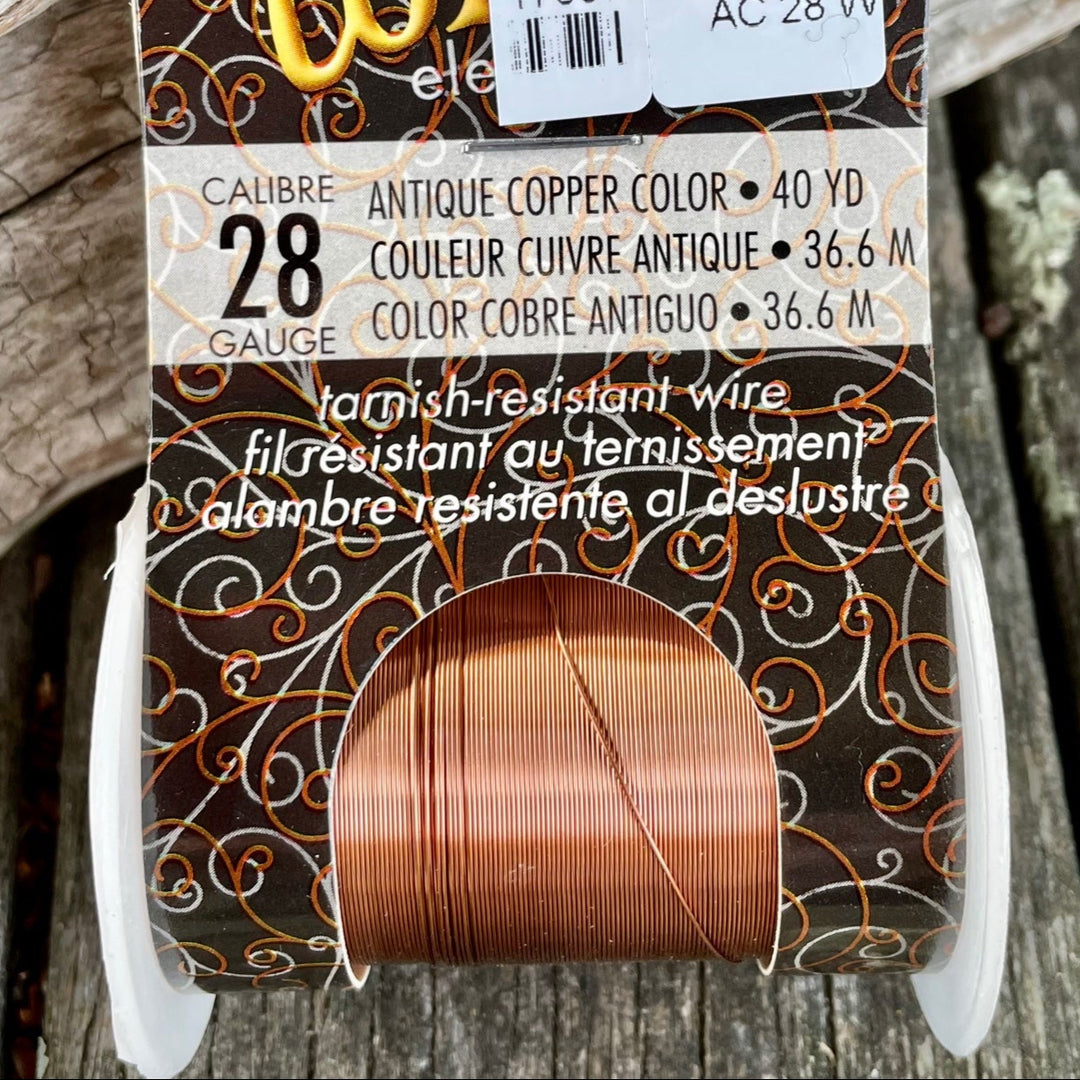 AC 28
CALIBRE
28
GAUGE
ANTIQUE COPPER COLOR • 40 YD
COULEUR CUIVRE ANTIQUE • 36.6 M
COLOR COBRE ANTIGUO • 36.6 M
tarnish-resistant wire
fil résistant au ternissement
alambre resistente al deslustre